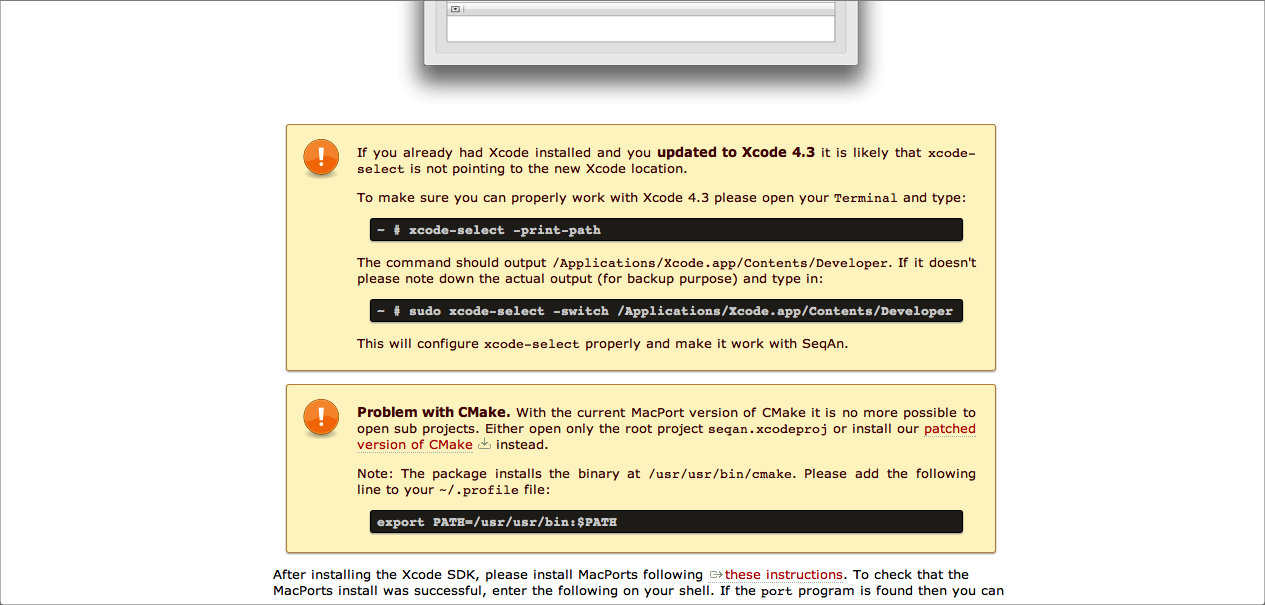 If you already had Xcode installed and you updated to Xcode 4.3 it is likely that xcode-
select is not pointing to the new Xcode location.
To make sure you can properly work with Xcode 4.3 please open your Terminal and type:
~ # xcode-select -print-path
The command should output /Applications/Xcode.app/Contents/Developer. If it doesn't
please note down the actual output (for backup purpose) and type in:
~ # sudo xcode-select -switch /Applications/Xcode.app/Contents/Developer
This will configure xcode-select properly and make it work with SeqAn.
Problem with CMake. With the current MacPort version of CMake it is no more possible to
open sub projects. Either open only the root project seqan.xcodeproj or install our patched
version of CMake instead.
Note: The package installs the binary at /usr/usr/bin/cmake. Please add the following
line to your ~/.profile file:
export PATH=/usr/usr/bin:$PATH
After installing the Xcode SDK, please install MacPorts following these instructions. To check that the
MacPorts install was successful, enter the following on your shell. If the port program is found then you can